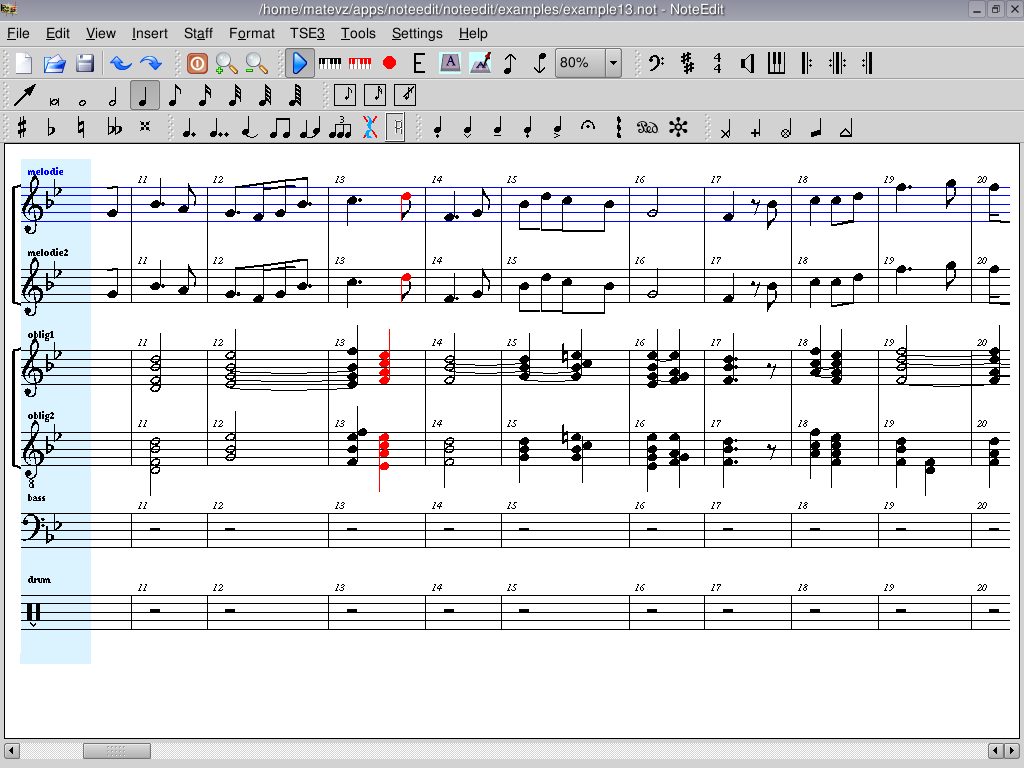 /home/matevz/apps/noteedit/noteedit/examples/example13.not - NoteEdit
File Edit View Insert Staff Format TSE3 Tools Settings Help
E A 4 4 80%
3
melodie
11 12 13 14 15 16 17 18 19 20
melodie2
11 12 13 14 15 16 17 18 19 20
oblig1
11 12 13 14 15 16 17 18 19 20
oblig2
11 12 13 14 15 16 17 18 19 20
8
bass
11 12 13 14 15 16 17 18 19 20
drum
11 12 13 14 15 16 17 18 19 20